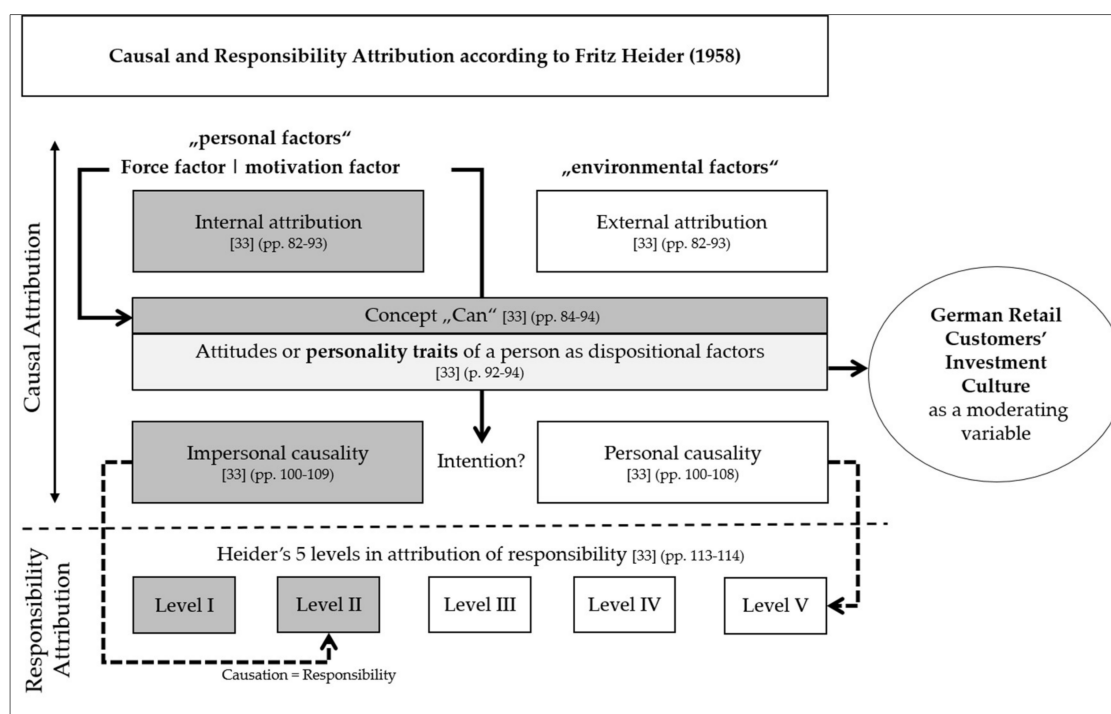 Causal and Responsibility Attribution according to Fritz Heider (1958)
Causal Attribution
„personal factors“
Force factor | motivation factor
„environmental factors“
Internal attribution
[33] (pp. 82-93)
External attribution
[33] (pp. 82-93)
Concept „Can“ [33] (pp. 84-94)
Attitudes or personality traits of a person as dispositional factors
[33] (p. 92-94)
German Retail
Customers’
Investment
Culture
as a moderating
variable
Impersonal causality
[33] (pp. 100-109)
Intention?
Personal causality
[33] (pp. 100-108)
Responsibility
Attribution
Heider’s 5 levels in attribution of responsibility [33] (pp. 113-114)
Level I
Level II
Level III
Level IV
Level V
Causation = Responsibility